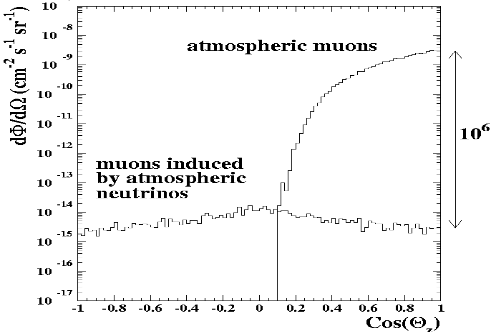 10 -8
10 -9
10 -10
10 -11
10 -12
10 -13
10 -14
10 -15
10 -16
10 -17
dΦ/dΩ (cm-2 s-1 sr-1)
atmospheric muons
muons induced
by atmospheric
neutrinos
10 6
-1 -0.8 -0.6 -0.4 -0.2 0 0.2 0.4 0.6 0.8 1
Cos(Θz)